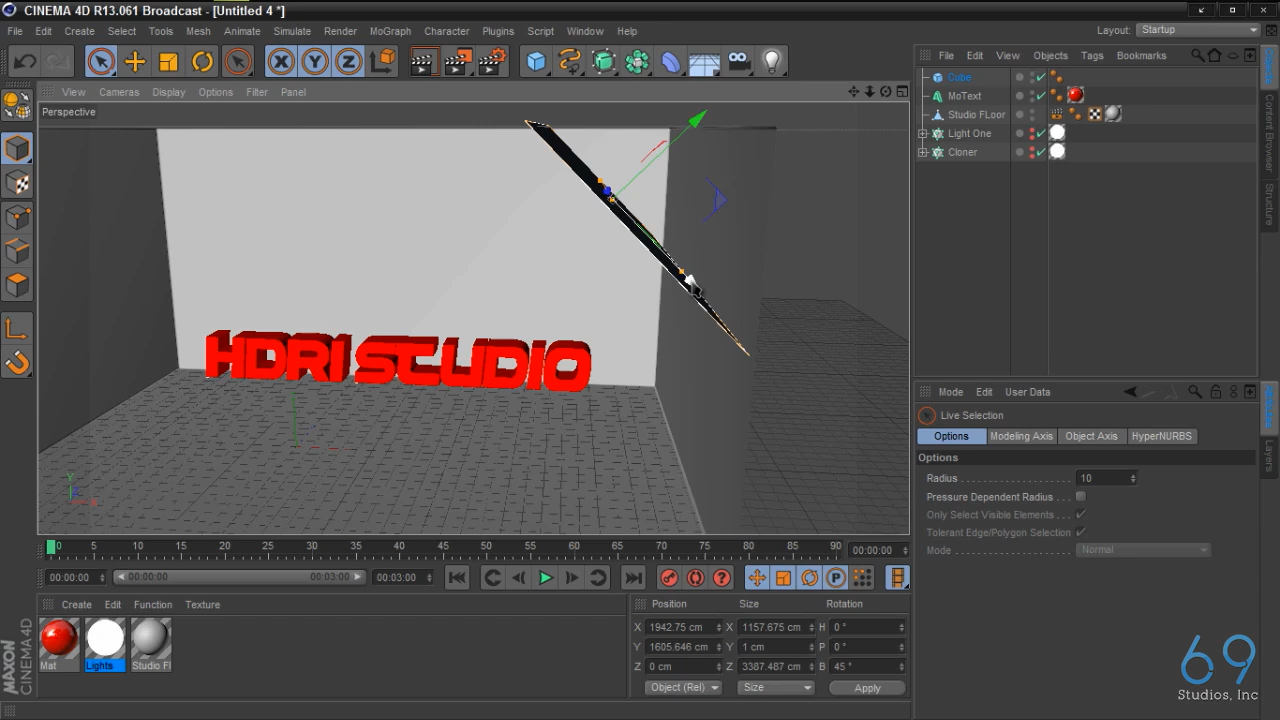 CINEMA 4D R13.061 Broadcast - [Untitled 4 *]
File Edit Create Select Tools Mesh Animate Simulate Render MoGraph Character Plugins Script Window Help
Layout: Startup
X Y Z
File Edit View Objects Tags Bookmarks
View Cameras Display Options Filter Panel
Perspective
Cube
MoText
Studio FLoor
Light One
Cloner
Objects
Content Browser
Structure
HDRI STUDIO
Y
Z
X
Mode Edit User Data
Live Selection
Options Modeling Axis Object Axis HyperNURBS
Options
Radius 10
Pressure Dependent Radius
Only Select Visible Elements
Tolerant Edge/Polygon Selection
Mode Normal
Attributes
Layers
0 5 10 15 20 25 30 35 40 45 50 55 60 65 70 75 80 85 90 00:00:00
00:00:00 00:00:00 00:03:00 00:03:00
P
Create Edit Function Texture
Mat Lights Studio Fl
Position Size Rotation
X 1942.75 cm X 1157.675 cm H 0 °
Y 1605.646 cm Y 1 cm P 0 °
Z 0 cm Z 3387.487 cm B 45 °
Object (Rel) Size Apply
MAXON
CINEMA 4D
69
Studios, Inc